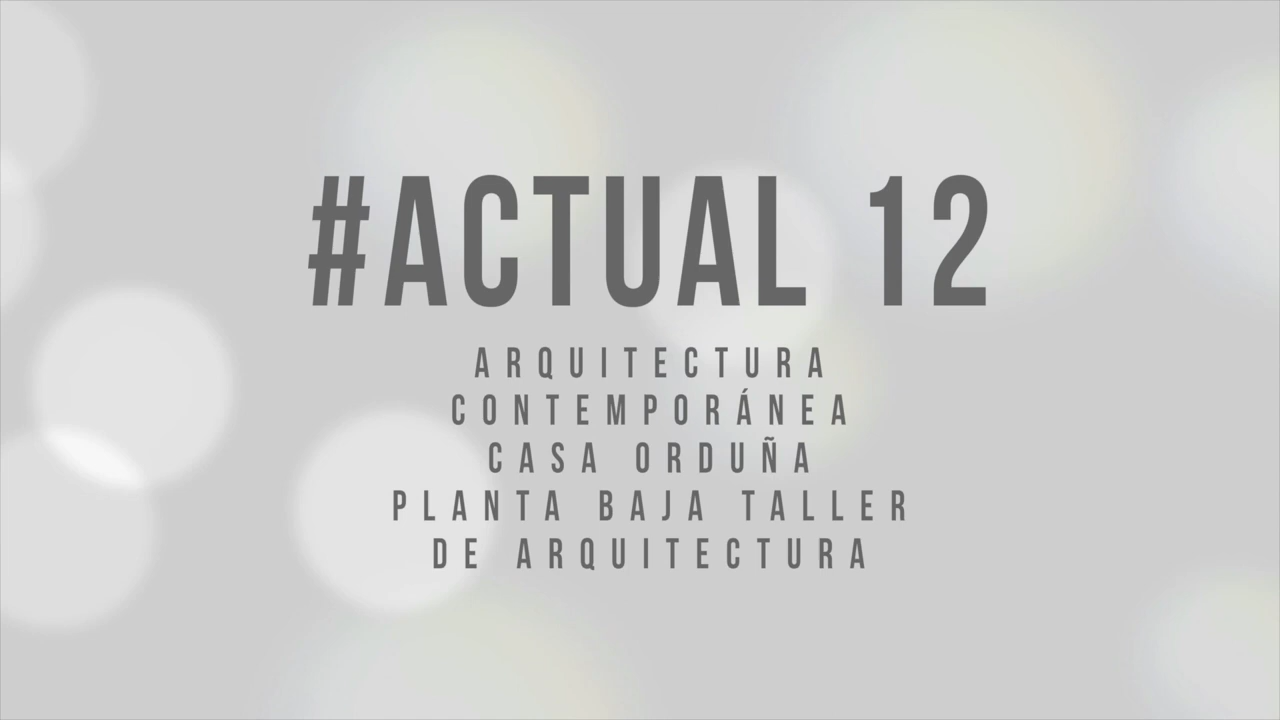 #ACTUAL 12
ARQUITECTURA
CONTEMPORÁNEA
CASA ORDUÑA
PLANTA BAJA TALLER
DE ARQUITECTURA